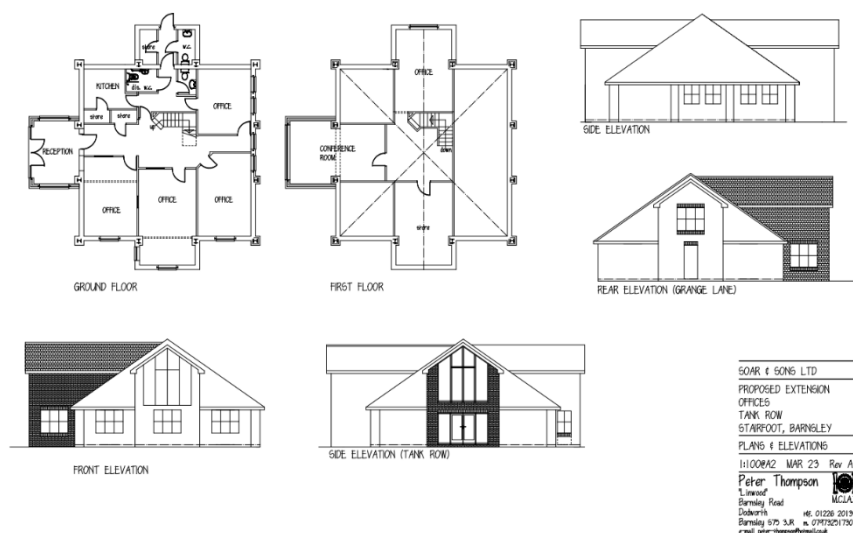 store
w.c.
KITCHEN
dis. w.c.
OFFICE
store
store
up
RECEPTION
OFFICE
OFFICE
OFFICE
GROUND FLOOR
OFFICE
CONFERENCE
ROOM
down
store
FIRST FLOOR
SIDE ELEVATION
REAR ELEVATION (GRANGE LANE)
FRONT ELEVATION
SIDE ELEVATION (TANK ROW)
SOAR & SONS LTD
PROPOSED EXTENSION
OFFICES
TANK ROW
STAIRFOOT, BARNSLEY
PLANS & ELEVATIONS
1:100@A2 MAR 23 Rev A
Peter Thompson
M.C.I.A.
"Linwood"
Barnsley Road
Dodworth
Barnsley S75 3JR